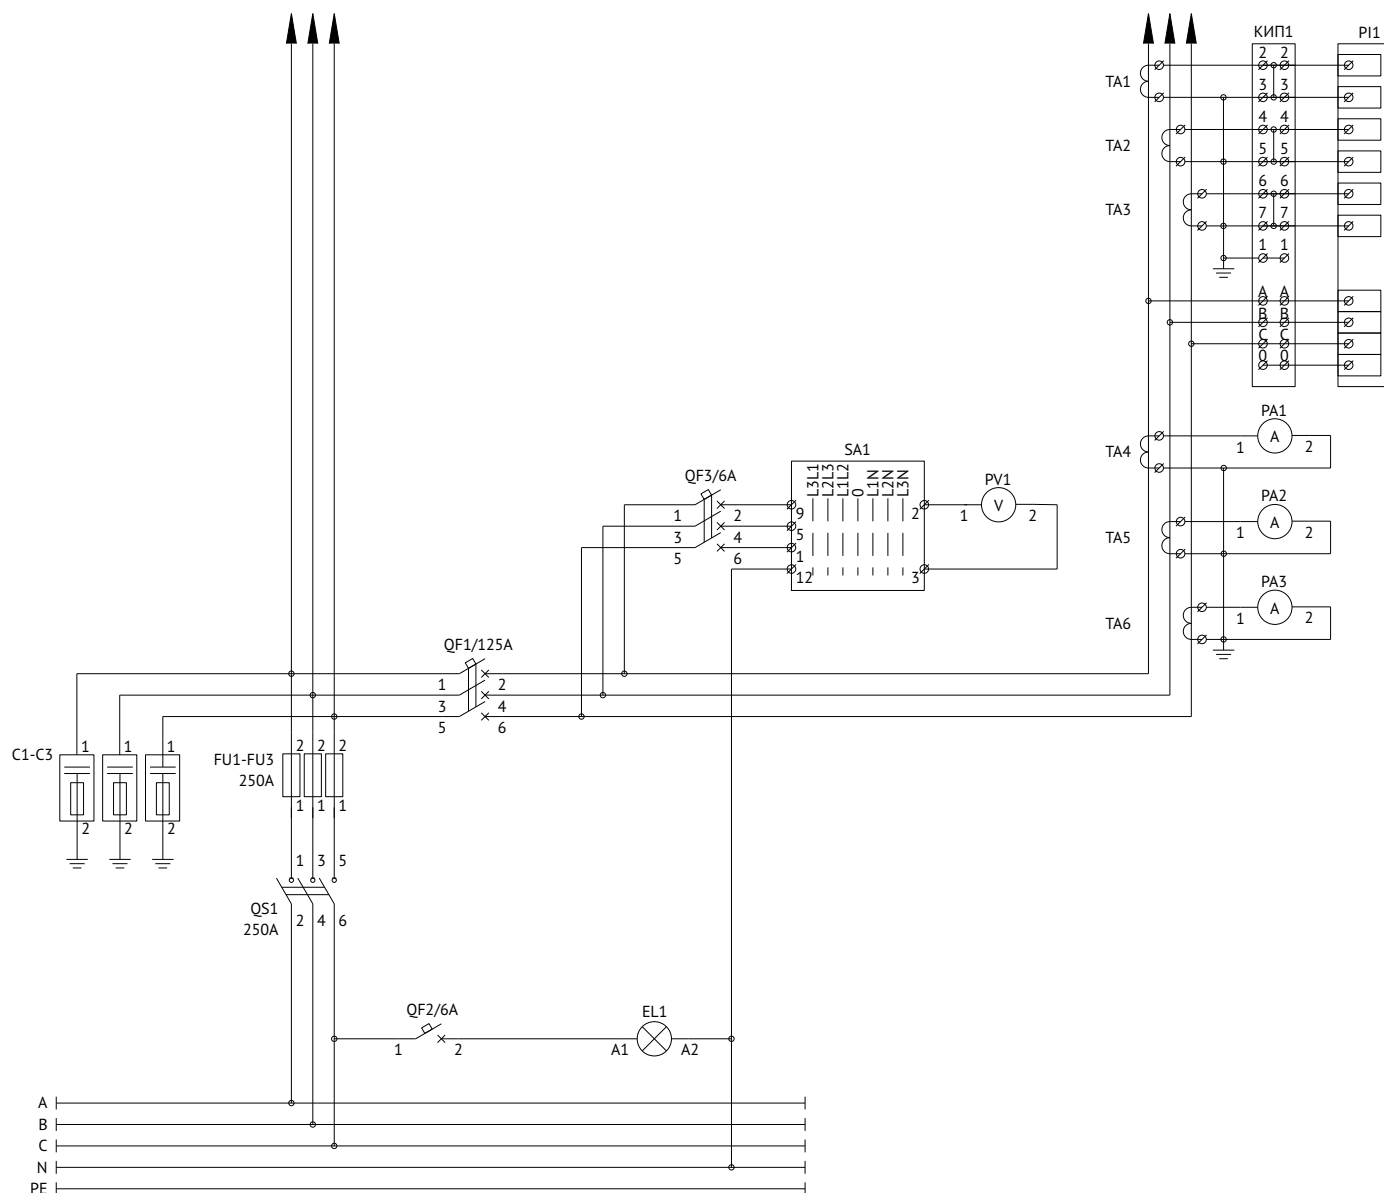 КИП1 PI1
2 2
TA1
3 3
4 4
TA2
5 5
6 6
TA3
7 7
1 1
A A
B B
C C
0 0
PA1
A
1 2
TA4
SA1
L3L1 L2L3 L1L2 0 L1N L2N L3N
QF3/6A
1 2
3 4
5 6
9
5
1
12
2
3
PV1
V
1 2
PA2
A
1 2
TA5
PA3
A
1 2
TA6
QF1/125A
1 2
3 4
5 6
C1-C3
1 1 1
2 2 2
FU1-FU3
250A
2 2 2
1 1 1
1 3 5
QS1
250A
2 4 6
QF2/6A
1 2
EL1
A1 A2
A
B
C
N
PE